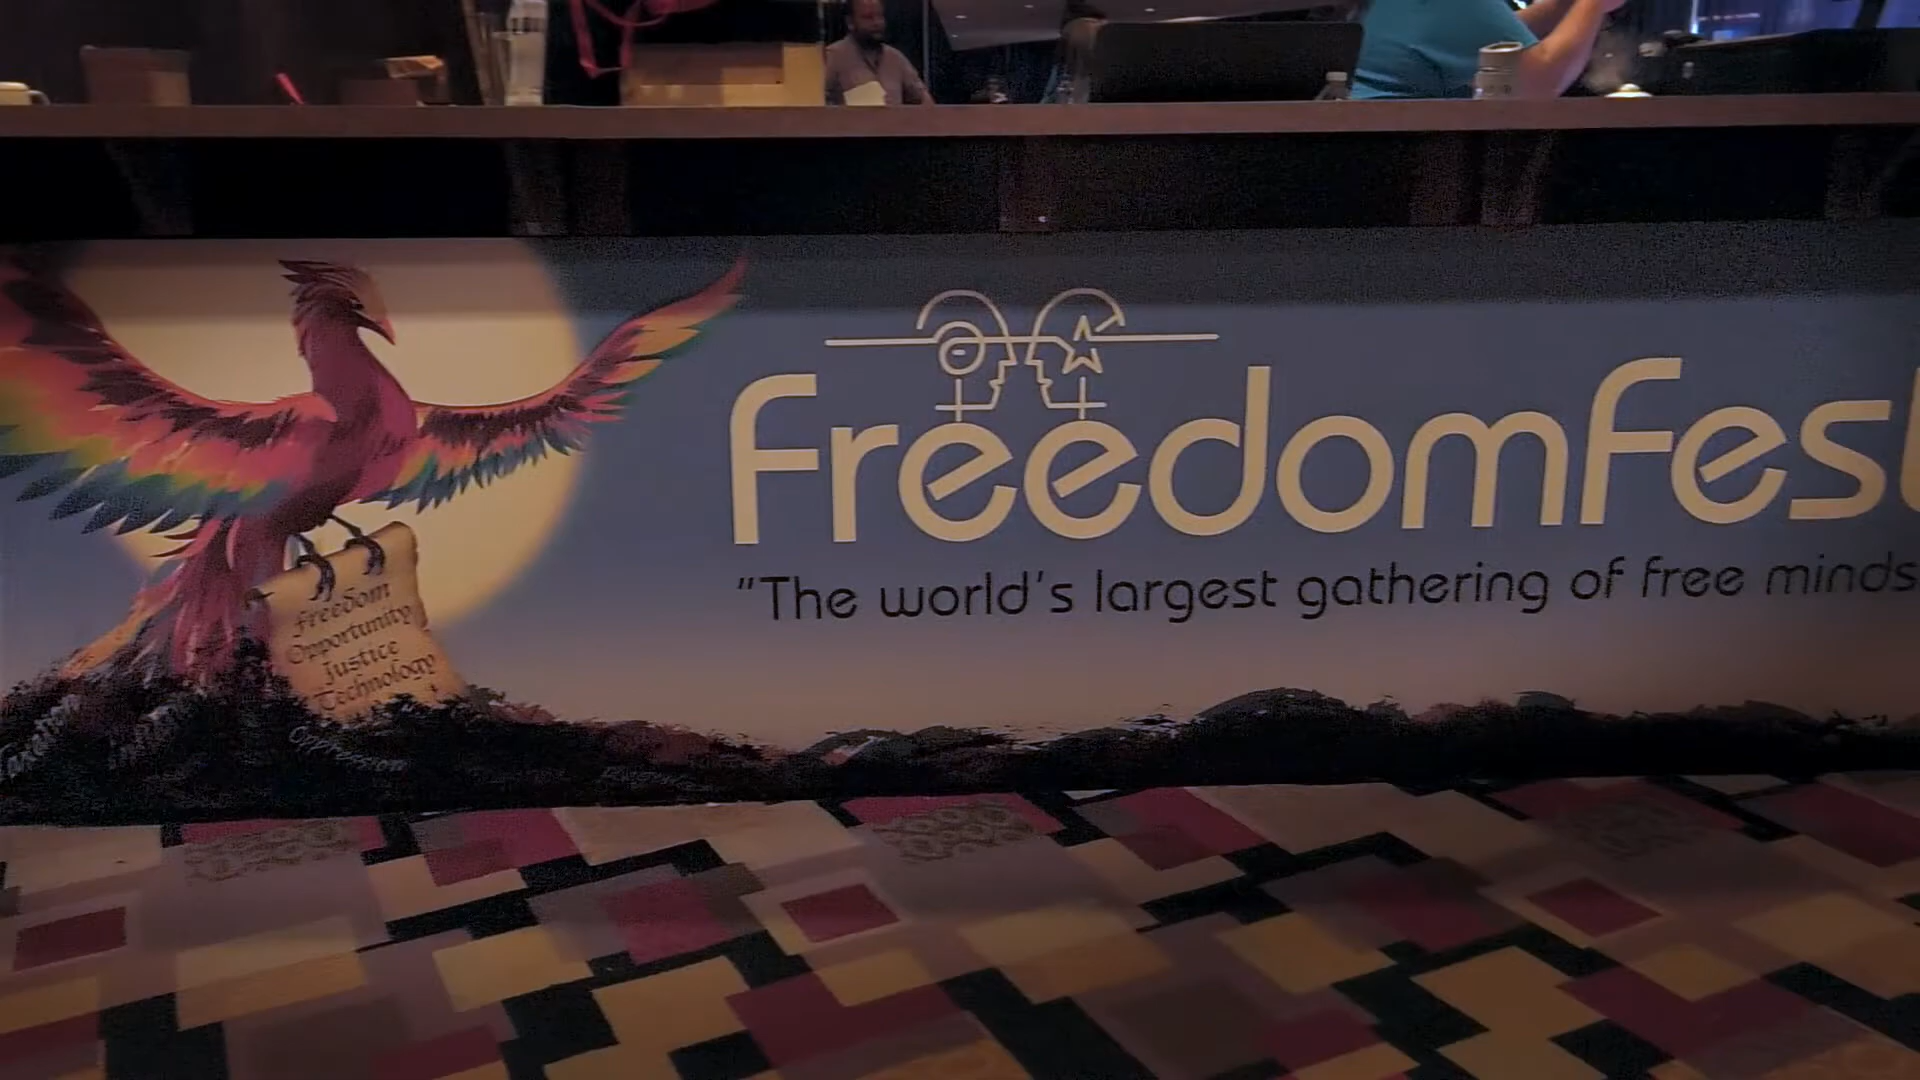 freedomfest
"The world's largest gathering of free minds
Freedom
Opportunity
Justice
Technology
Oppression